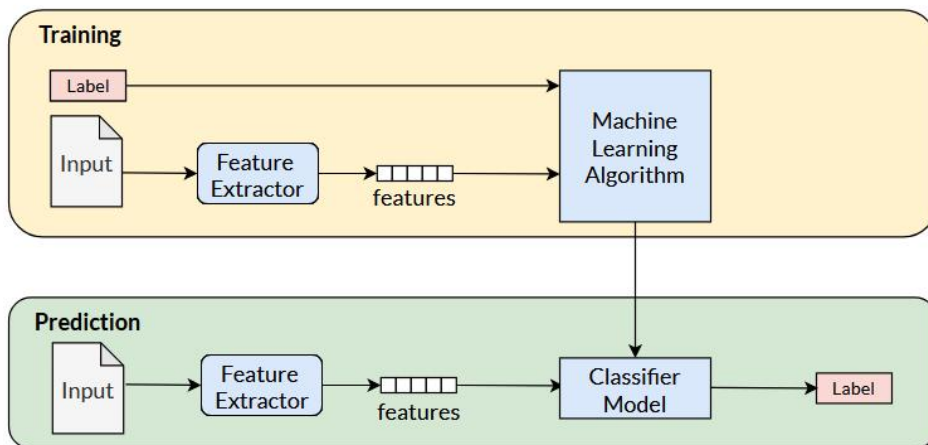 Training
Label
Input
Feature
Extractor
features
Machine
Learning
Algorithm
Prediction
Input
Feature
Extractor
features
Classifier
Model
Label